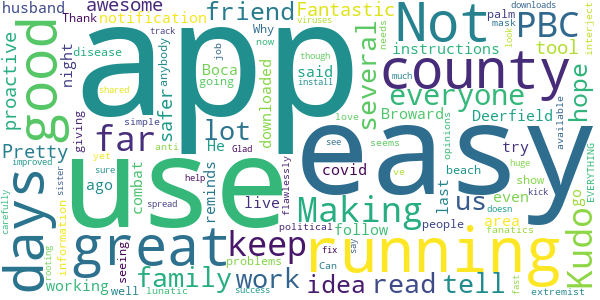 husband awesome friend Fantastic Not PBC palm viruses downloads look
Thank notification Why now track needs mask interject
disease anybody job instructions tool
proactive night Boca said though install several county hope
good app safer going shared simple love everyone
giving downloaded much Broward Deerfield available
Pretty far lot He yet anti see opinions try
days use easy
ago combat reminds covid ve beach show EVERYTHING
improved sure live flawlessly Making last us even huge go Kudo
information sister spread help Glad political follow people area kick
great keep running
carefully seeing problems fix say seems doesn fanatics
working family work idea read tell
rooting well lunatic success Can fast extremist